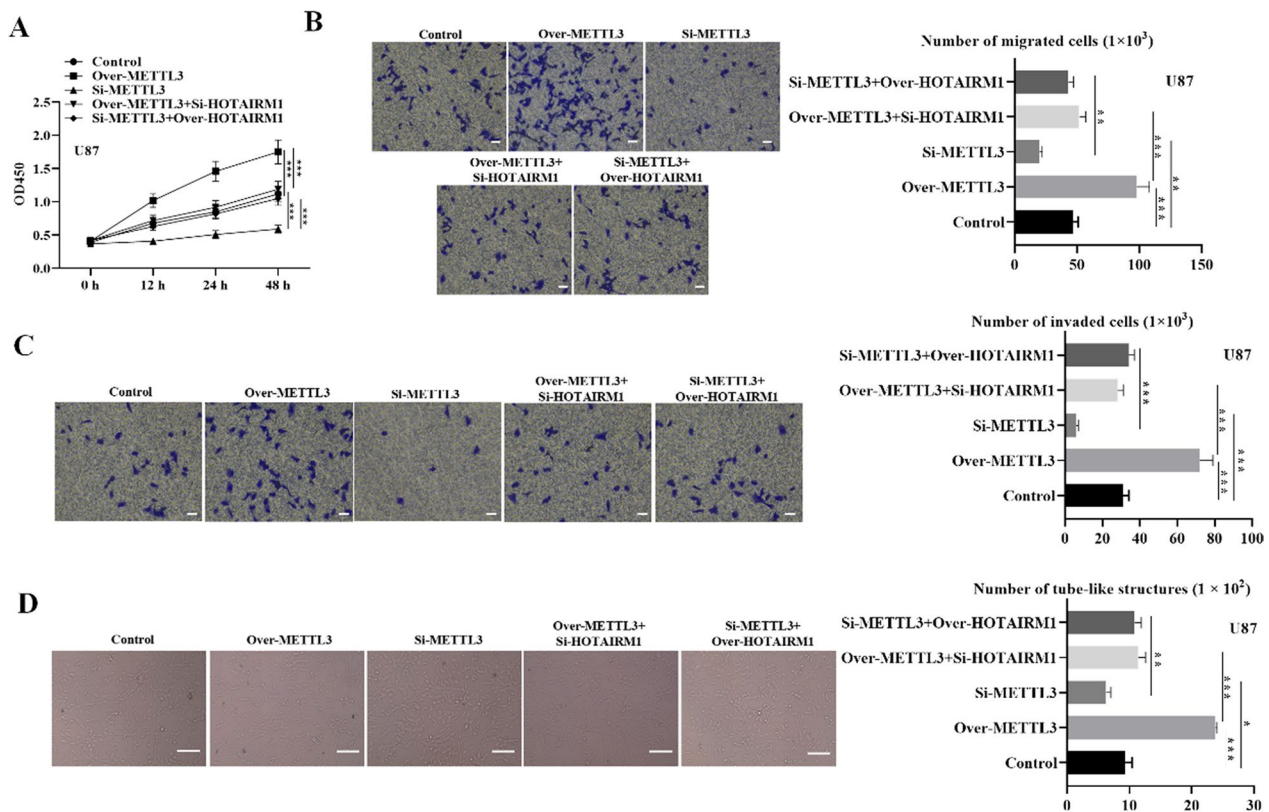 A
Control
Over-METTL3
Si-METTL3
Over-METTL3+Si-HOTAIRM1
Si-METTL3+Over-HOTAIRM1
U87
OD450
2.5
2.0
1.5
1.0
0.5
0.0
0 h 12 h 24 h 48 h
*** ***
*** ***
B
Control Over-METTL3 Si-METTL3
Over-METTL3+ Si-METTL3+
Si-HOTAIRM1 Over-HOTAIRM1
Number of migrated cells (1×10³)
U87
Si-METTL3+Over-HOTAIRM1
Over-METTL3+Si-HOTAIRM1
Si-METTL3
Over-METTL3
Control
** *** *** **
0 50 100 150
C
Control Over-METTL3 SI-METTL3 Over-METTL3+ Si-METTL3+
Si-HOTAIRM1 Over-HOTAIRM1
Number of invaded cells (1×10³)
U87
Si-METTL3+Over-HOTAIRM1
Over-METTL3+Si-HOTAIRM1
Si-METTL3
Over-METTL3
Control
*** *** *** ***
0 20 40 60 80 100
D
Control Over-METTL3 Si-METTL3 Over-METTL3+ Si-METTL3+
Si-HOTAIRM1 Over-HOTAIRM1
Number of tube-like structures (1 × 10²)
U87
Si-METTL3+Over-HOTAIRM1
Over-METTL3+Si-HOTAIRM1
Si-METTL3
Over-METTL3
Control
** *** *** *
0 10 20 30